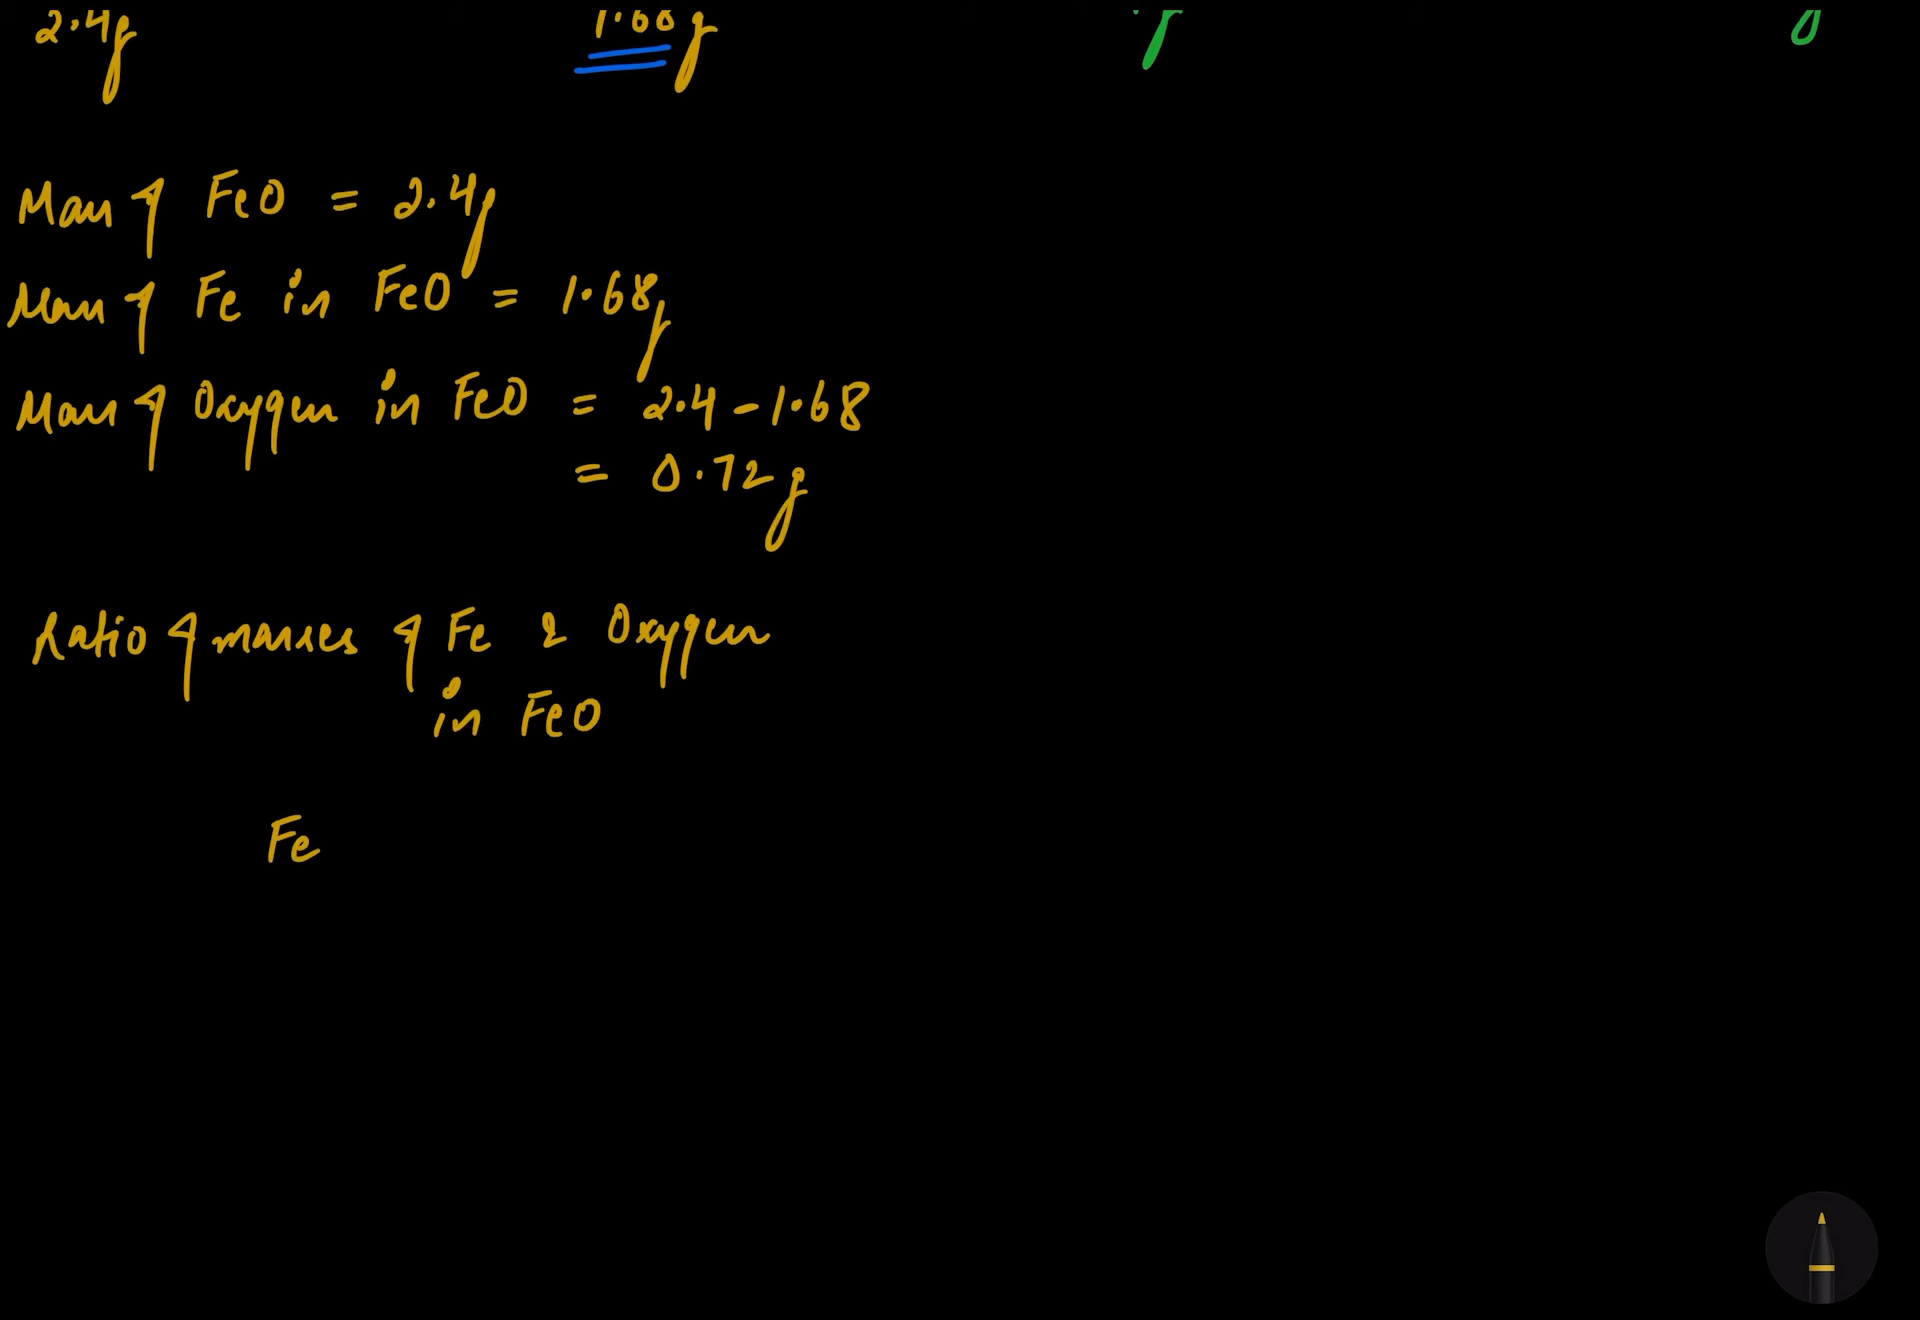 2.4g 1.68g
Mass of FeO = 2.4g
Mass of Fe in FeO = 1.68g
Mass of Oxygen in FeO = 2.4 - 1.68
= 0.72g
Ratio of masses of Fe & Oxygen
in FeO
Fe